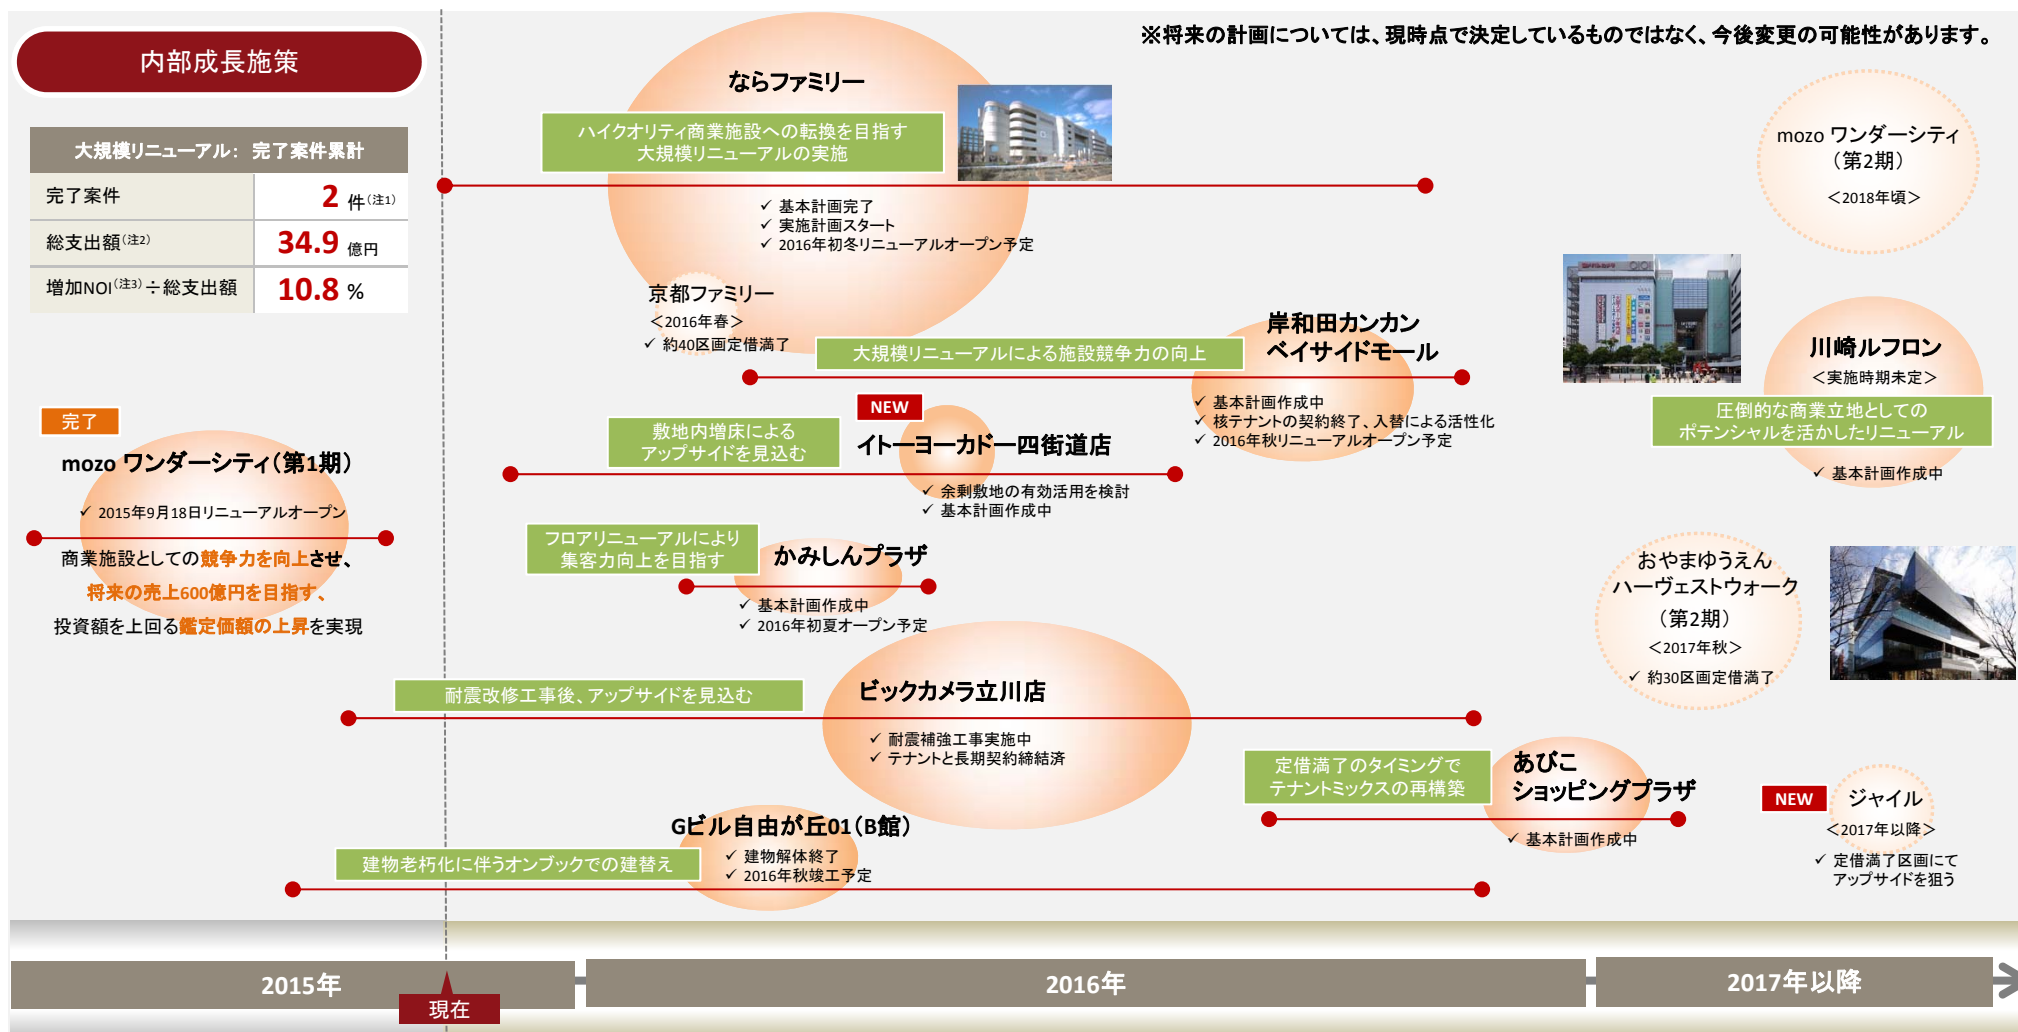 ※将来の計画については、現時点で決定しているものではなく、今後変更の可能性があります。
内部成長施策
大規模リニューアル: 完了案件累計
完了案件 2 件(注1)
総支出額(注2) 34.9 億円
増加NOI(注3)÷総支出額 10.8 %
完了
mozo ワンダーシティ(第1期)
✓ 2015年9月18日リニューアルオープン
商業施設としての競争力を向上させ、
将来の売上600億円を目指す、
投資額を上回る鑑定価額の上昇を実現
ならファミリー
ハイクオリティ商業施設への転換を目指す
大規模リニューアルの実施
✓ 基本計画完了
✓ 実施計画スタート
✓ 2016年初冬リニューアルオープン予定
京都ファミリー
<2016年春>
✓ 約40区画定借満了
大規模リニューアルによる施設競争力の向上
岸和田カンカン
ベイサイドモール
✓ 基本計画作成中
✓ 核テナントの契約終了、入替による活性化
✓ 2016年秋リニューアルオープン予定
NEW
敷地内増床による
アップサイドを見込む
イトーヨーカドー四街道店
✓ 余剰敷地の有効活用を検討
✓ 基本計画作成中
フロアリニューアルにより
集客力向上を目指す
かみしんプラザ
✓ 基本計画作成中
✓ 2016年初夏オープン予定
耐震改修工事後、アップサイドを見込む
ビックカメラ立川店
✓ 耐震補強工事実施中
✓ テナントと長期契約締結済
Gビル自由が丘01(B館)
建物老朽化に伴うオンブックでの建替え
✓ 建物解体終了
✓ 2016年秋竣工予定
定借満了のタイミングで
テナントミックスの再構築
あびこ
ショッピングプラザ
✓ 基本計画作成中
mozo ワンダーシティ
(第2期)
<2018年頃>
川崎ルフロン
<実施時期未定>
圧倒的な商業立地としての
ポテンシャルを活かしたリニューアル
✓ 基本計画作成中
おやまゆうえん
ハーヴェストウォーク
(第2期)
<2017年秋>
✓ 約30区画定借満了
NEW
ジャイル
<2017年以降>
✓ 定借満了区画にて
アップサイドを狙う
2015年
現在
2016年
2017年以降